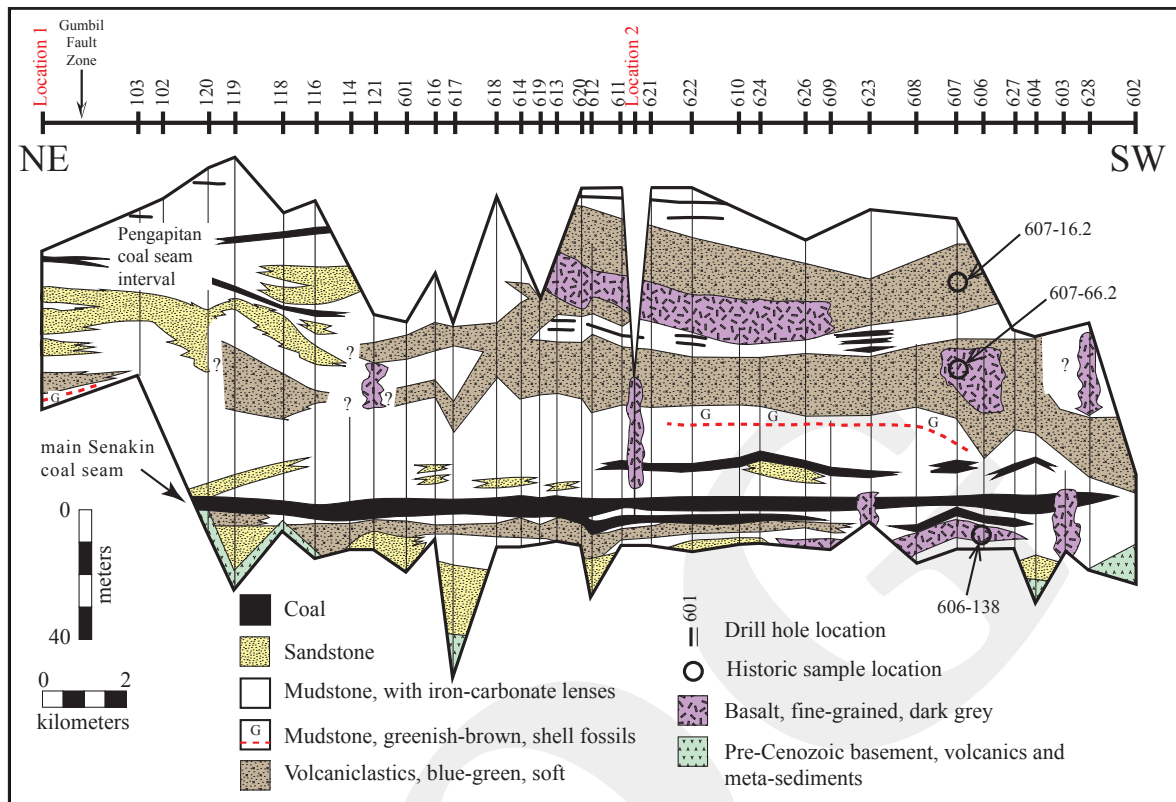 Location 1
Gumbil
Fault
Zone
103
102
120
119
118
116
114
121
601
616
617
618
614
619
613
620
612
611
Location 2
621
622
610
624
626
609
623
608
607
606
627
604
603
628
602
NE
SW
Pengapitan
coal seam
interval
607-16.2
607-66.2
?
?
?
?
?
G
G
G
G
main Senakin
coal seam
0
meters
40
0 2
kilometers
606-138
Coal
Sandstone
Mudstone, with iron-carbonate lenses
G
Mudstone, greenish-brown, shell fossils
Volcaniclastics, blue-green, soft
601
Drill hole location
Historic sample location
Basalt, fine-grained, dark grey
Pre-Cenozoic basement, volcanics and
meta-sediments